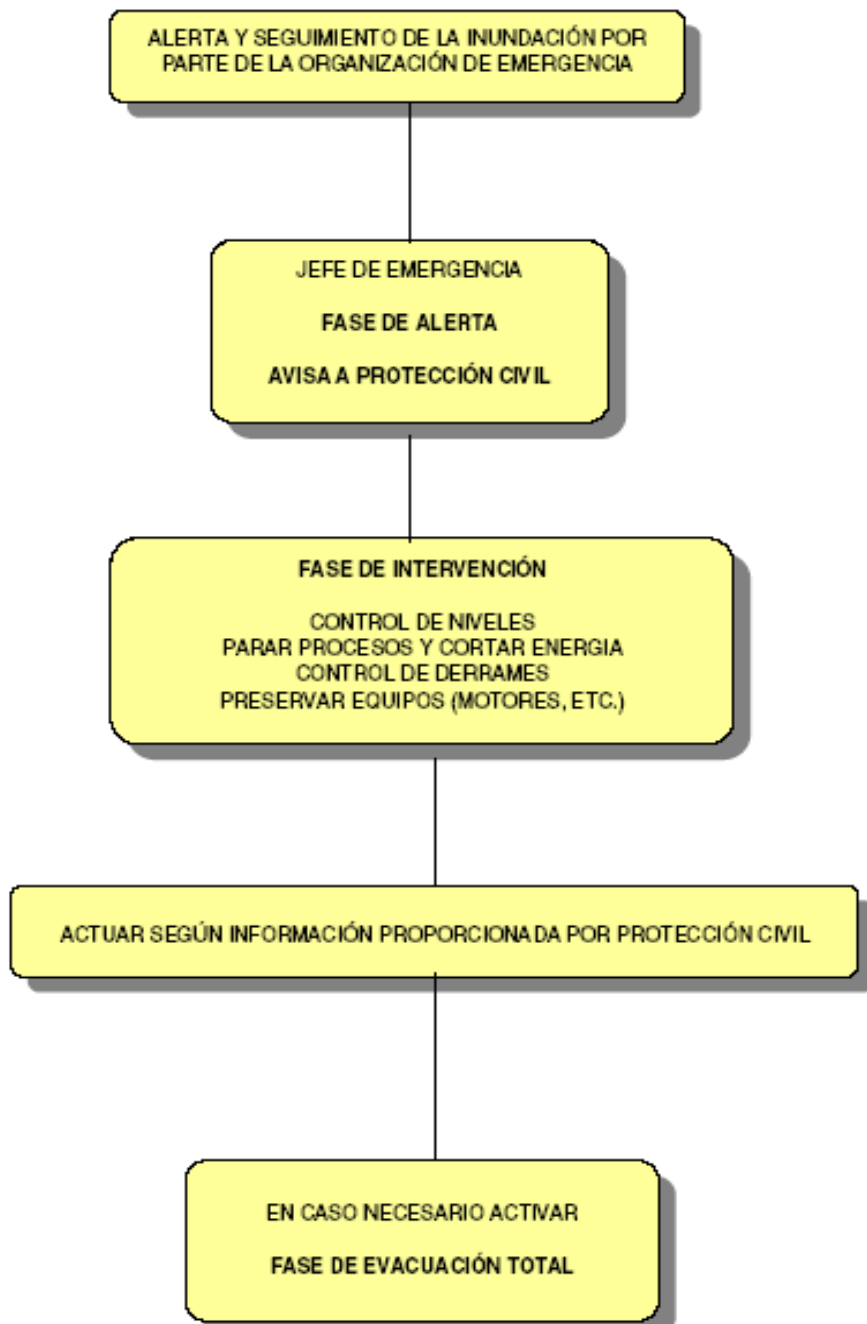 ALERTA Y SEGUIMIENTO DE LA INUNDACIÓN POR
PARTE DE LA ORGANIZACIÓN DE EMERGENCIA
JEFE DE EMERGENCIA
FASE DE ALERTA
AVISA A PROTECCIÓN CIVIL
FASE DE INTERVENCIÓN
CONTROL DE NIVELES
PARAR PROCESOS Y CORTAR ENERGIA
CONTROL DE DERRAMES
PRESERVAR EQUIPOS (MOTORES, ETC.)
ACTUAR SEGÚN INFORMACIÓN PROPORCIONADA POR PROTECCIÓN CIVIL
EN CASO NECESARIO ACTIVAR
FASE DE EVACUACIÓN TOTAL